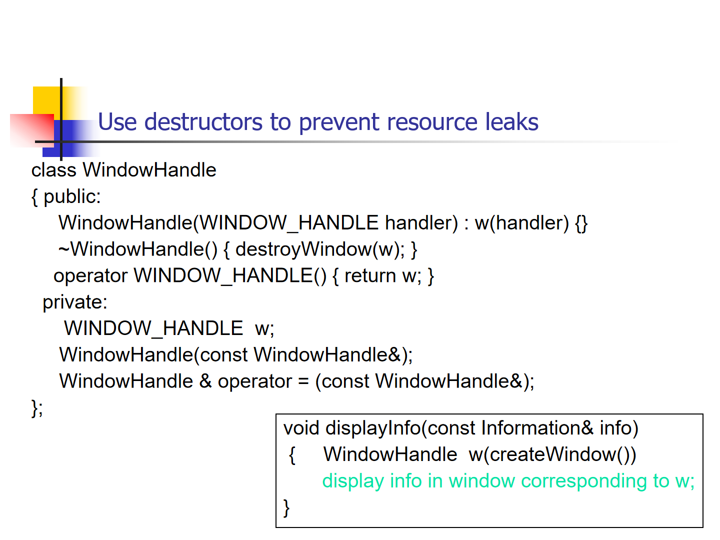 Use destructors to prevent resource leaks
class WindowHandle
{ public:
WindowHandle(WINDOW_HANDLE handler) : w(handler) {}
~WindowHandle() { destroyWindow(w); }
operator WINDOW_HANDLE() { return w; }
private:
WINDOW_HANDLE w;
WindowHandle(const WindowHandle&);
WindowHandle & operator = (const WindowHandle&);
};
void displayInfo(const Information& info)
{ WindowHandle w(createWindow())
display info in window corresponding to w;
}